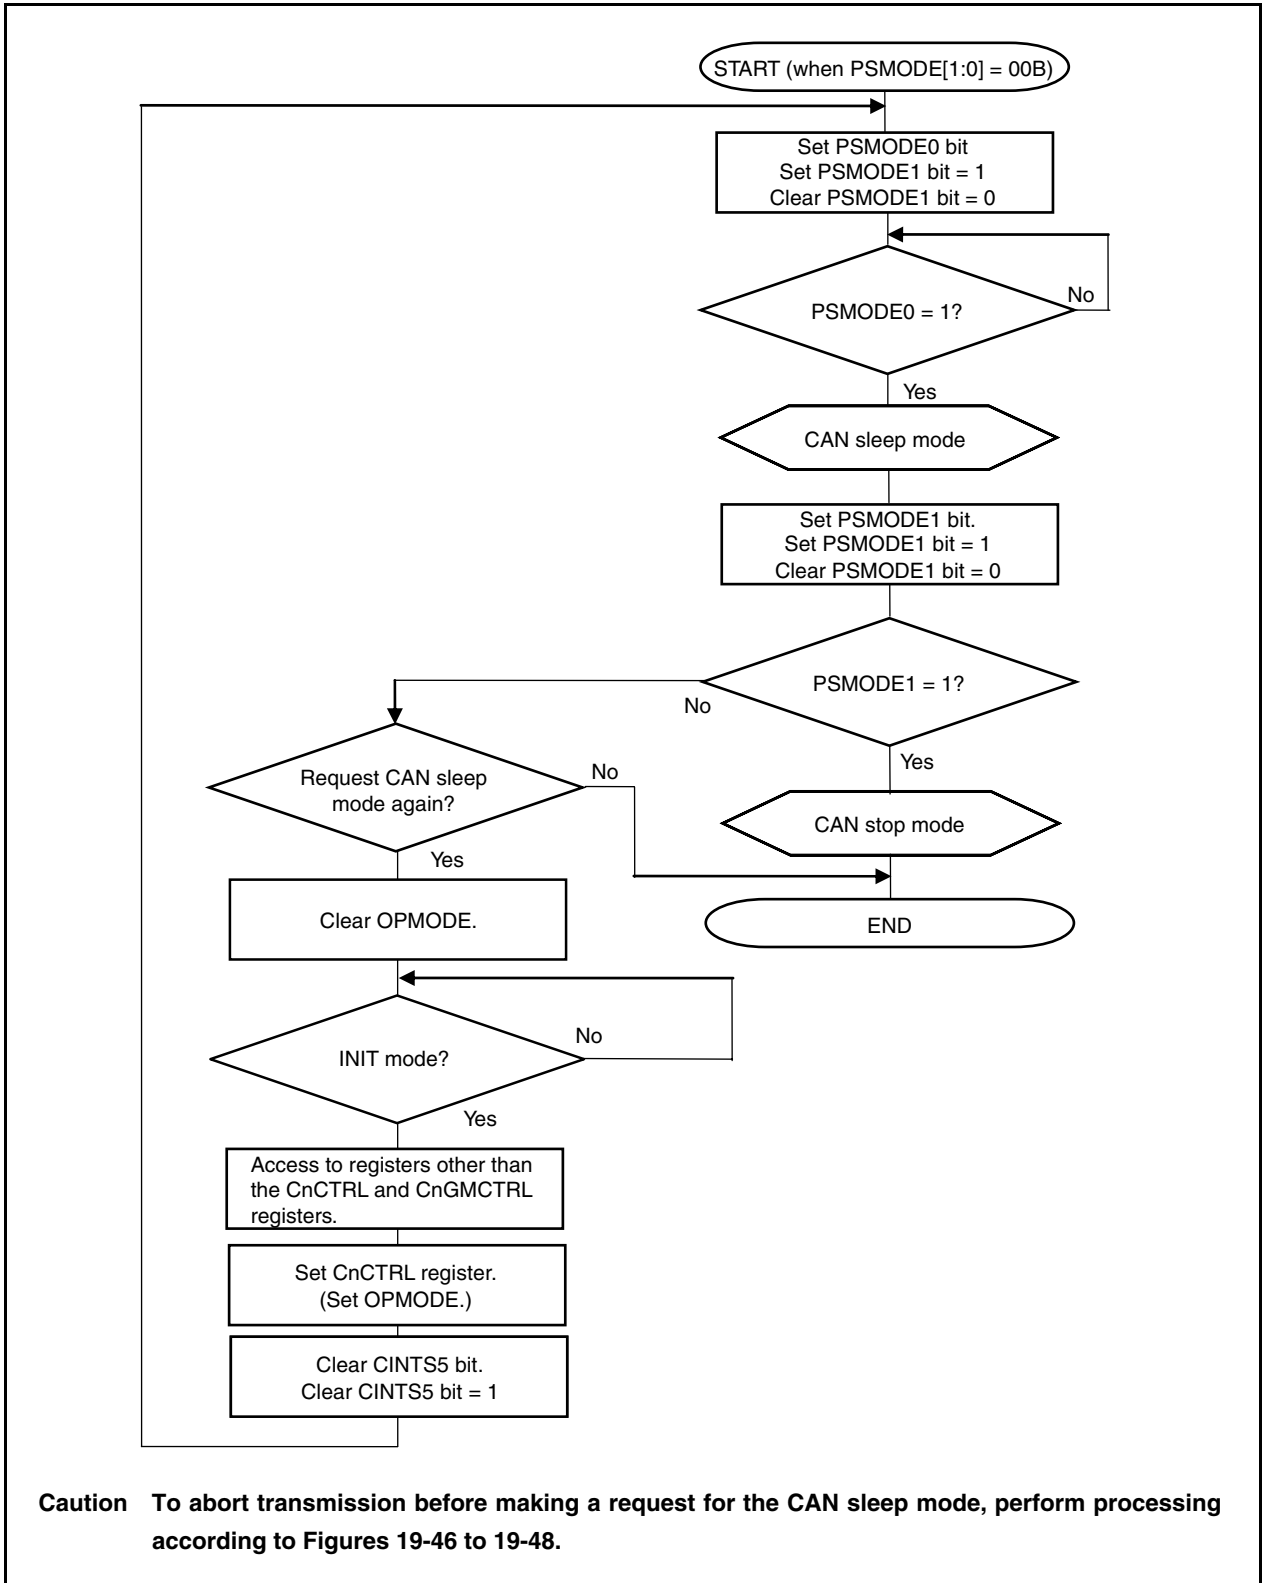 START (when PSMODE[1:0] = 00B)
Set PSMODE0 bit
Set PSMODE1 bit = 1
Clear PSMODE1 bit = 0
PSMODE0 = 1?
No
Yes
CAN sleep mode
Set PSMODE1 bit.
Set PSMODE1 bit = 1
Clear PSMODE1 bit = 0
PSMODE1 = 1?
No
Yes
CAN stop mode
END
Request CAN sleep
mode again?
No
Yes
Clear OPMODE.
INIT mode?
No
Yes
Access to registers other than
the CnCTRL and CnGMCTRL
registers.
Set CnCTRL register.
(Set OPMODE.)
Clear CINTS5 bit.
Clear CINTS5 bit = 1
Caution To abort transmission before making a request for the CAN sleep mode, perform processing
according to Figures 19-46 to 19-48.